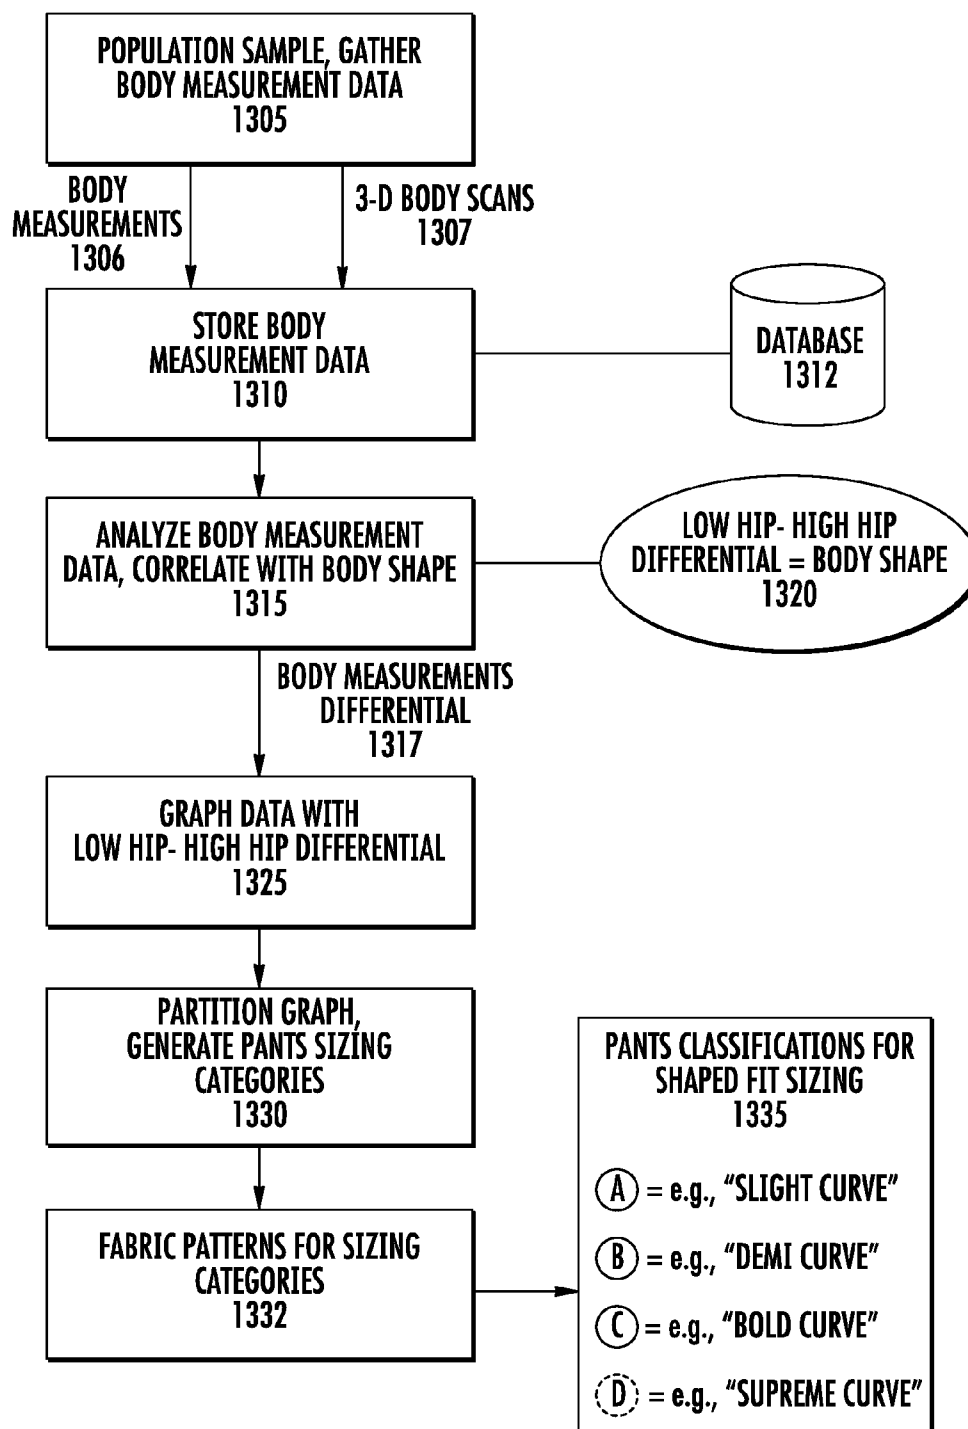 POPULATION SAMPLE, GATHER
BODY MEASUREMENT DATA
1305
BODY
MEASUREMENTS
1306
3-D BODY SCANS
1307
STORE BODY
MEASUREMENT DATA
1310
DATABASE
1312
ANALYZE BODY MEASUREMENT
DATA, CORRELATE WITH BODY SHAPE
1315
LOW HIP- HIGH HIP
DIFFERENTIAL = BODY SHAPE
1320
BODY MEASUREMENTS
DIFFERENTIAL
1317
GRAPH DATA WITH
LOW HIP- HIGH HIP DIFFERENTIAL
1325
PARTITION GRAPH,
GENERATE PANTS SIZING
CATEGORIES
1330
FABRIC PATTERNS FOR SIZING
CATEGORIES
1332
PANTS CLASSIFICATIONS FOR
SHAPED FIT SIZING
1335
A = e.g., “SLIGHT CURVE”
B = e.g., “DEMI CURVE”
C = e.g., “BOLD CURVE”
D = e.g., “SUPREME CURVE”